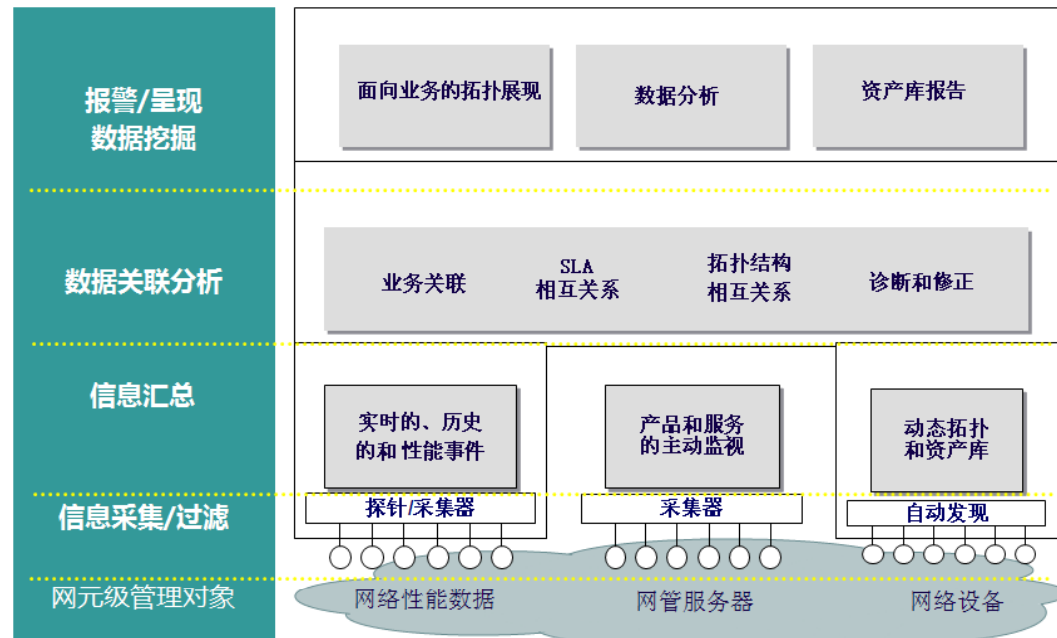 报警/呈现
数据挖掘
面向业务的拓扑展现
数据分析
资产库报告
数据关联分析
业务关联
SLA
相互关系
拓扑结构
相互关系
诊断和修正
信息汇总
实时的、历史
的和 性能事件
产品和服务
的主动监视
动态拓扑
和资产库
信息采集/过滤
探针/采集器
采集器
自动发现
网元级管理对象
网络性能数据
网管服务器
网络设备